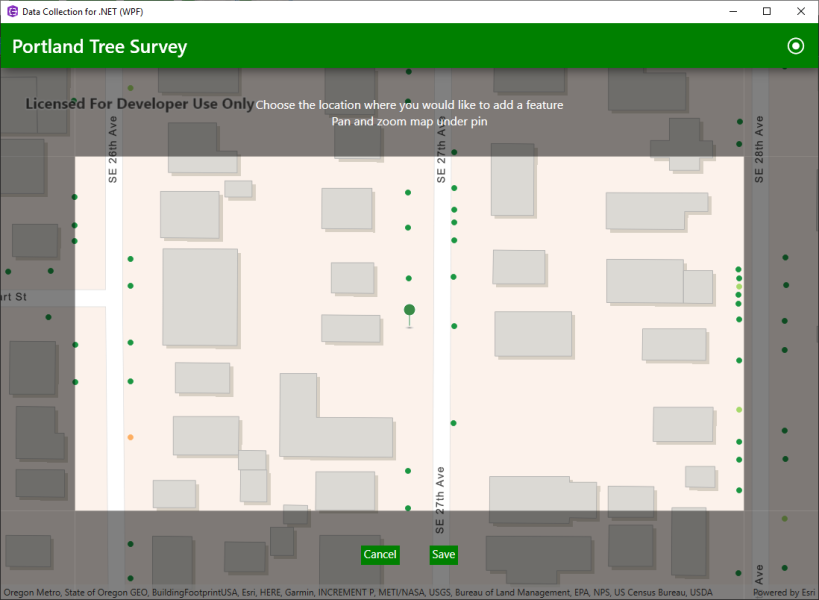 Data Collection for .NET (WPF)
Portland Tree Survey
Licensed For Developer Use Only
Choose the location where you would like to add a feature
Pan and zoom map under pin
SE 26th Ave
SE 27th Ave
SE 28th Ave
art St
SE 27th Ave
Ave
Cancel
Save
Oregon Metro, State of Oregon GEO, BuildingFootprintUSA, Esri, HERE, Garmin, INCREMENT P, METI/NASA, USGS, Bureau of Land Management, EPA, NPS, US Census Bureau, USDA
Powered by Esri